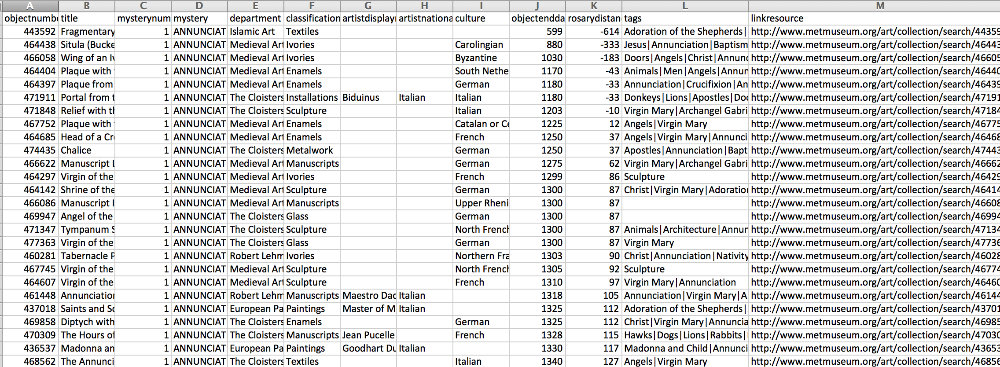 A B C D E F G H I J K L M
objectnumbe title mysterynum mystery department classification artistdisplayr artistnationa culture objectendda rosarydistan tags linkresource
443592 Fragmentary 1 ANNUNCIAT Islamic Art Textiles 599 -614 Adoration of the Shepherds| http://www.metmuseum.org/art/collection/search/44359
464438 Situla (Bucke 1 ANNUNCIAT Medieval Art Ivories Carolingian 880 -333 Jesus|Annunciation|Baptism http://www.metmuseum.org/art/collection/search/46443
466058 Wing of an Iv 1 ANNUNCIAT Medieval Art Ivories Byzantine 1030 -183 Doors|Angels|Christ|Annunc http://www.metmuseum.org/art/collection/search/46605
464404 Plaque with 1 ANNUNCIAT Medieval Art Enamels South Nethe 1170 -43 Animals|Men|Angels|Annun http://www.metmuseum.org/art/collection/search/46440
464397 Plaque from 1 ANNUNCIAT Medieval Art Enamels German 1180 -33 Annunciation|Crucifixion|An http://www.metmuseum.org/art/collection/search/46439
471911 Portal from t 1 ANNUNCIAT The Cloisters Installations Biduinus Italian Italian 1180 -33 Donkeys|Lions|Apostles|Doc http://www.metmuseum.org/art/collection/search/47191
471848 Relief with th 1 ANNUNCIAT The Cloisters Sculpture Italian 1203 -10 Virgin Mary|Archangel Gabri http://www.metmuseum.org/art/collection/search/47184
467752 Plaque with 1 ANNUNCIAT Medieval Art Enamels Catalan or Ce 1225 12 Angels|Virgin Mary http://www.metmuseum.org/art/collection/search/46775
464685 Head of a Cro 1 ANNUNCIAT Medieval Art Enamels French 1250 37 Angels|Virgin Mary|Annuncia http://www.metmuseum.org/art/collection/search/46468
474435 Chalice 1 ANNUNCIAT The Cloisters Metalwork German 1250 37 Apostles|Annunciation|Bapt http://www.metmuseum.org/art/collection/search/47443
466622 Manuscript L 1 ANNUNCIAT Medieval Art Manuscripts German 1275 62 Virgin Mary|Archangel Gabri http://www.metmuseum.org/art/collection/search/46662
464297 Virgin of the 1 ANNUNCIAT Medieval Art Ivories French 1299 86 Sculpture http://www.metmuseum.org/art/collection/search/46429
464142 Shrine of the 1 ANNUNCIAT Medieval Art Sculpture German 1300 87 Christ|Virgin Mary|Adoration http://www.metmuseum.org/art/collection/search/46414
466086 Manuscript I 1 ANNUNCIAT Medieval Art Manuscripts Upper Rheni 1300 87 http://www.metmuseum.org/art/collection/search/46608
469947 Angel of the 1 ANNUNCIAT The Cloisters Glass German 1300 87 http://www.metmuseum.org/art/collection/search/46994
471347 Tympanum S 1 ANNUNCIAT The Cloisters Sculpture North French 1300 87 Animals|Architecture|Annun http://www.metmuseum.org/art/collection/search/47134
477363 Virgin of the 1 ANNUNCIAT The Cloisters Glass German 1300 87 Virgin Mary http://www.metmuseum.org/art/collection/search/47736
460281 Tabernacle P 1 ANNUNCIAT Robert Lehm Ivories Northern Fra 1303 90 Christ|Annunciation|Nativity http://www.metmuseum.org/art/collection/search/46028
467745 Virgin of the 1 ANNUNCIAT Medieval Art Sculpture North French 1305 92 Sculpture http://www.metmuseum.org/art/collection/search/46774
464607 Virgin of the 1 ANNUNCIAT Medieval Art Sculpture French 1310 97 Virgin Mary|Annunciation http://www.metmuseum.org/art/collection/search/46460
461448 Annunciation 1 ANNUNCIAT Robert Lehm Manuscripts Maestro Dad Italian 1318 105 Annunciation|Virgin Mary|A http://www.metmuseum.org/art/collection/search/46144
437018 Saints and Sc 1 ANNUNCIAT European Pa Paintings Master of M Italian 1325 112 Adoration of the Shepherds| http://www.metmuseum.org/art/collection/search/43701
469858 Diptych with 1 ANNUNCIAT The Cloisters Enamels German 1325 112 Christ|Virgin Mary|Annuncia http://www.metmuseum.org/art/collection/search/46985
470309 The Hours of 1 ANNUNCIAT The Cloisters Manuscripts Jean Pucelle French 1328 115 Hawks|Dogs|Lions|Rabbits| http://www.metmuseum.org/art/collection/search/47030
436537 Madonna an 1 ANNUNCIAT European Pa Paintings Goodhart Du Italian 1330 117 Madonna and Child|Annunci http://www.metmuseum.org/art/collection/search/43653
468562 The Annunci 1 ANNUNCIAT The Cloisters Textiles Italian 1340 127 Angels|Virgin Mary http://www.metmuseum.org/art/collection/search/46856